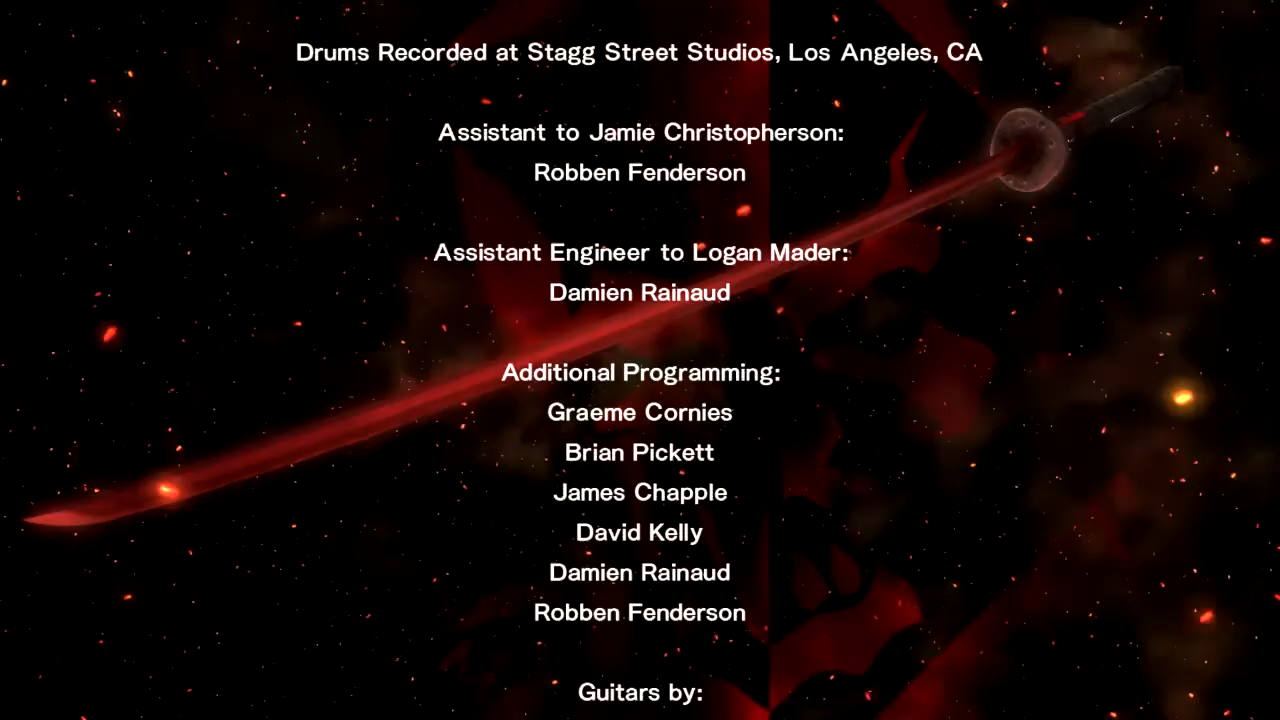 Drums Recorded at Stagg Street Studios, Los Angeles, CA
Assistant to Jamie Christopherson:
Robben Fenderson
Assistant Engineer to Logan Mader:
Damien Rainaud
Additional Programming:
Graeme Cornies
Brian Pickett
James Chapple
David Kelly
Damien Rainaud
Robben Fenderson
Guitars by: